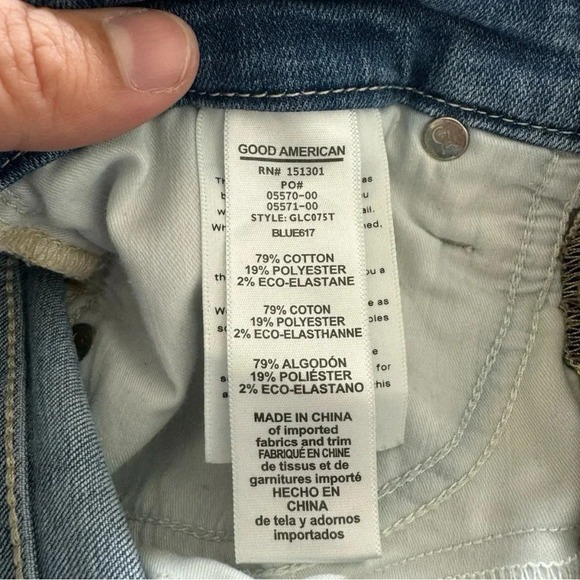 GOOD AMERICAN
RN# 151301
PO#
05570-00
05571-00
STYLE: GLC075T
BLUE617
79% COTTON
19% POLYESTER
2% ECO-ELASTANE
79% COTON
19% POLYESTER
2% ECO-ELASTHANNE
79% ALGODÓN
19% POLIÉSTER
2% ECO-ELASTANO
MADE IN CHINA
of imported
fabrics and trim
FABRIQUÉ EN CHINE
de tissus et de
garnitures importé
HECHO EN
CHINA
de tela y adornos
importados